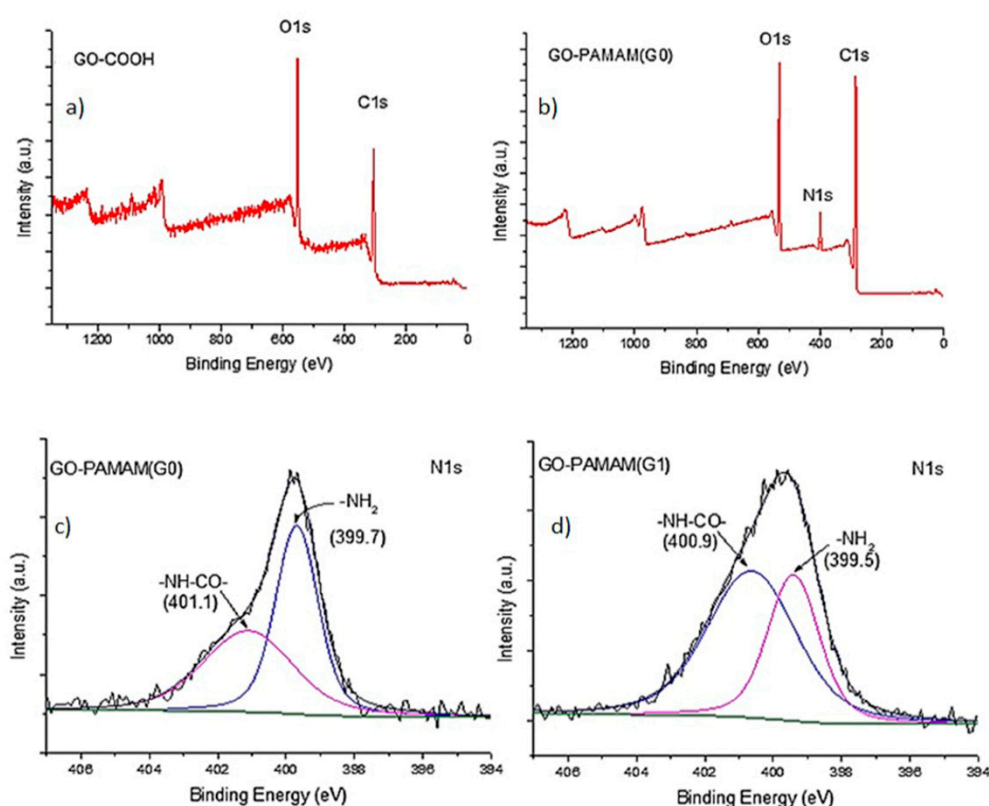 O1s
GO-COOH
C1s
a)
Intensity (a.u.)
1200 1000 800 600 400 200 0
Binding Energy (eV)
O1s
C1s
GO-PAMAM(G0)
b)
N1s
Intensity (a.u.)
1200 1000 800 600 400 200 0
Binding Energy (eV)
GO-PAMAM(G0)
N1s
c)
-NH2
(399.7)
-NH-CO-
(401.1)
Intensity (a.u.)
406 404 402 400 398 396 394
Binding Energy (eV)
GO-PAMAM(G1)
N1s
d)
-NH-CO-
(400.9)
-NH2
(399.5)
Intensity (a.u.)
406 404 402 400 398 396 394
Binding Energy (eV)